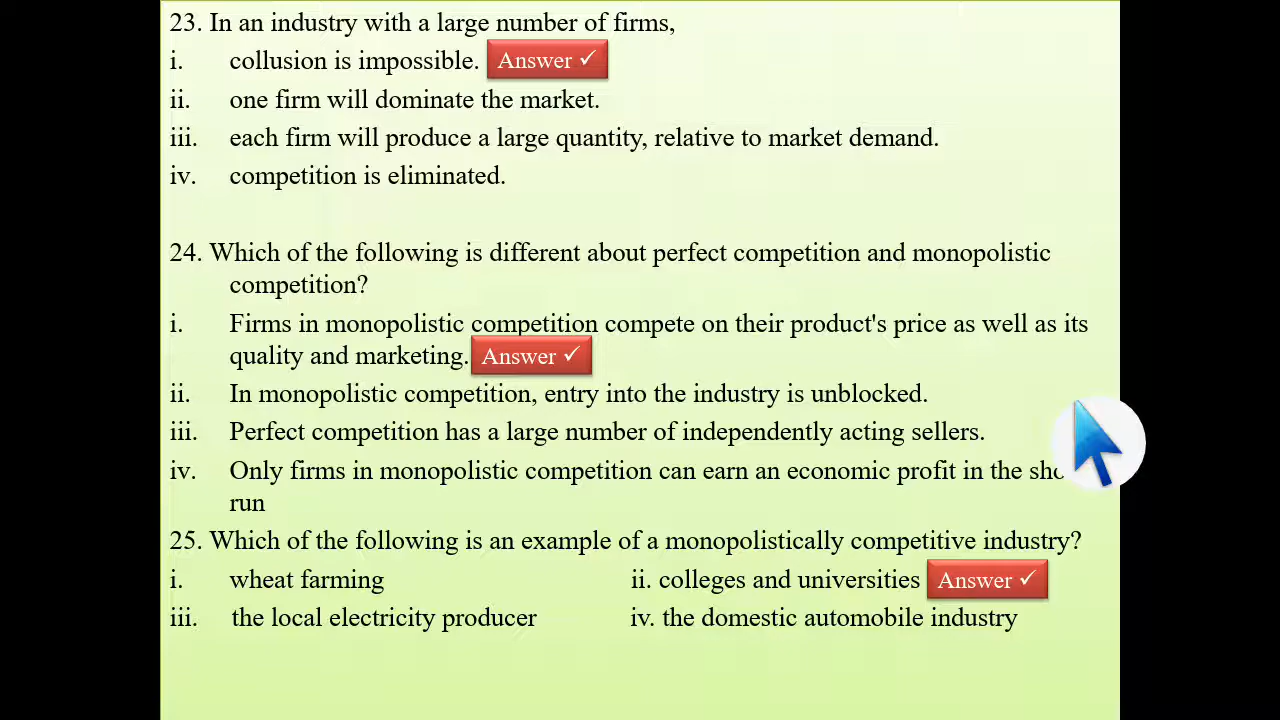 23. In an industry with a large number of firms,
i. collusion is impossible. Answer ✓
ii. one firm will dominate the market.
iii. each firm will produce a large quantity, relative to market demand.
iv. competition is eliminated.
24. Which of the following is different about perfect competition and monopolistic
competition?
i. Firms in monopolistic competition compete on their product's price as well as its
quality and marketing. Answer ✓
ii. In monopolistic competition, entry into the industry is unblocked.
iii. Perfect competition has a large number of independently acting sellers.
iv. Only firms in monopolistic competition can earn an economic profit in the sho
run
25. Which of the following is an example of a monopolistically competitive industry?
i. wheat farming ii. colleges and universities Answer ✓
iii. the local electricity producer iv. the domestic automobile industry